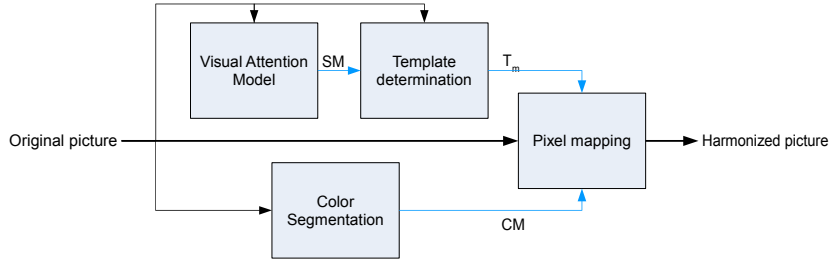 Visual Attention
Model
SM
Template
determination
Tm
Original picture
Pixel mapping
Harmonized picture
Color
Segmentation
CM